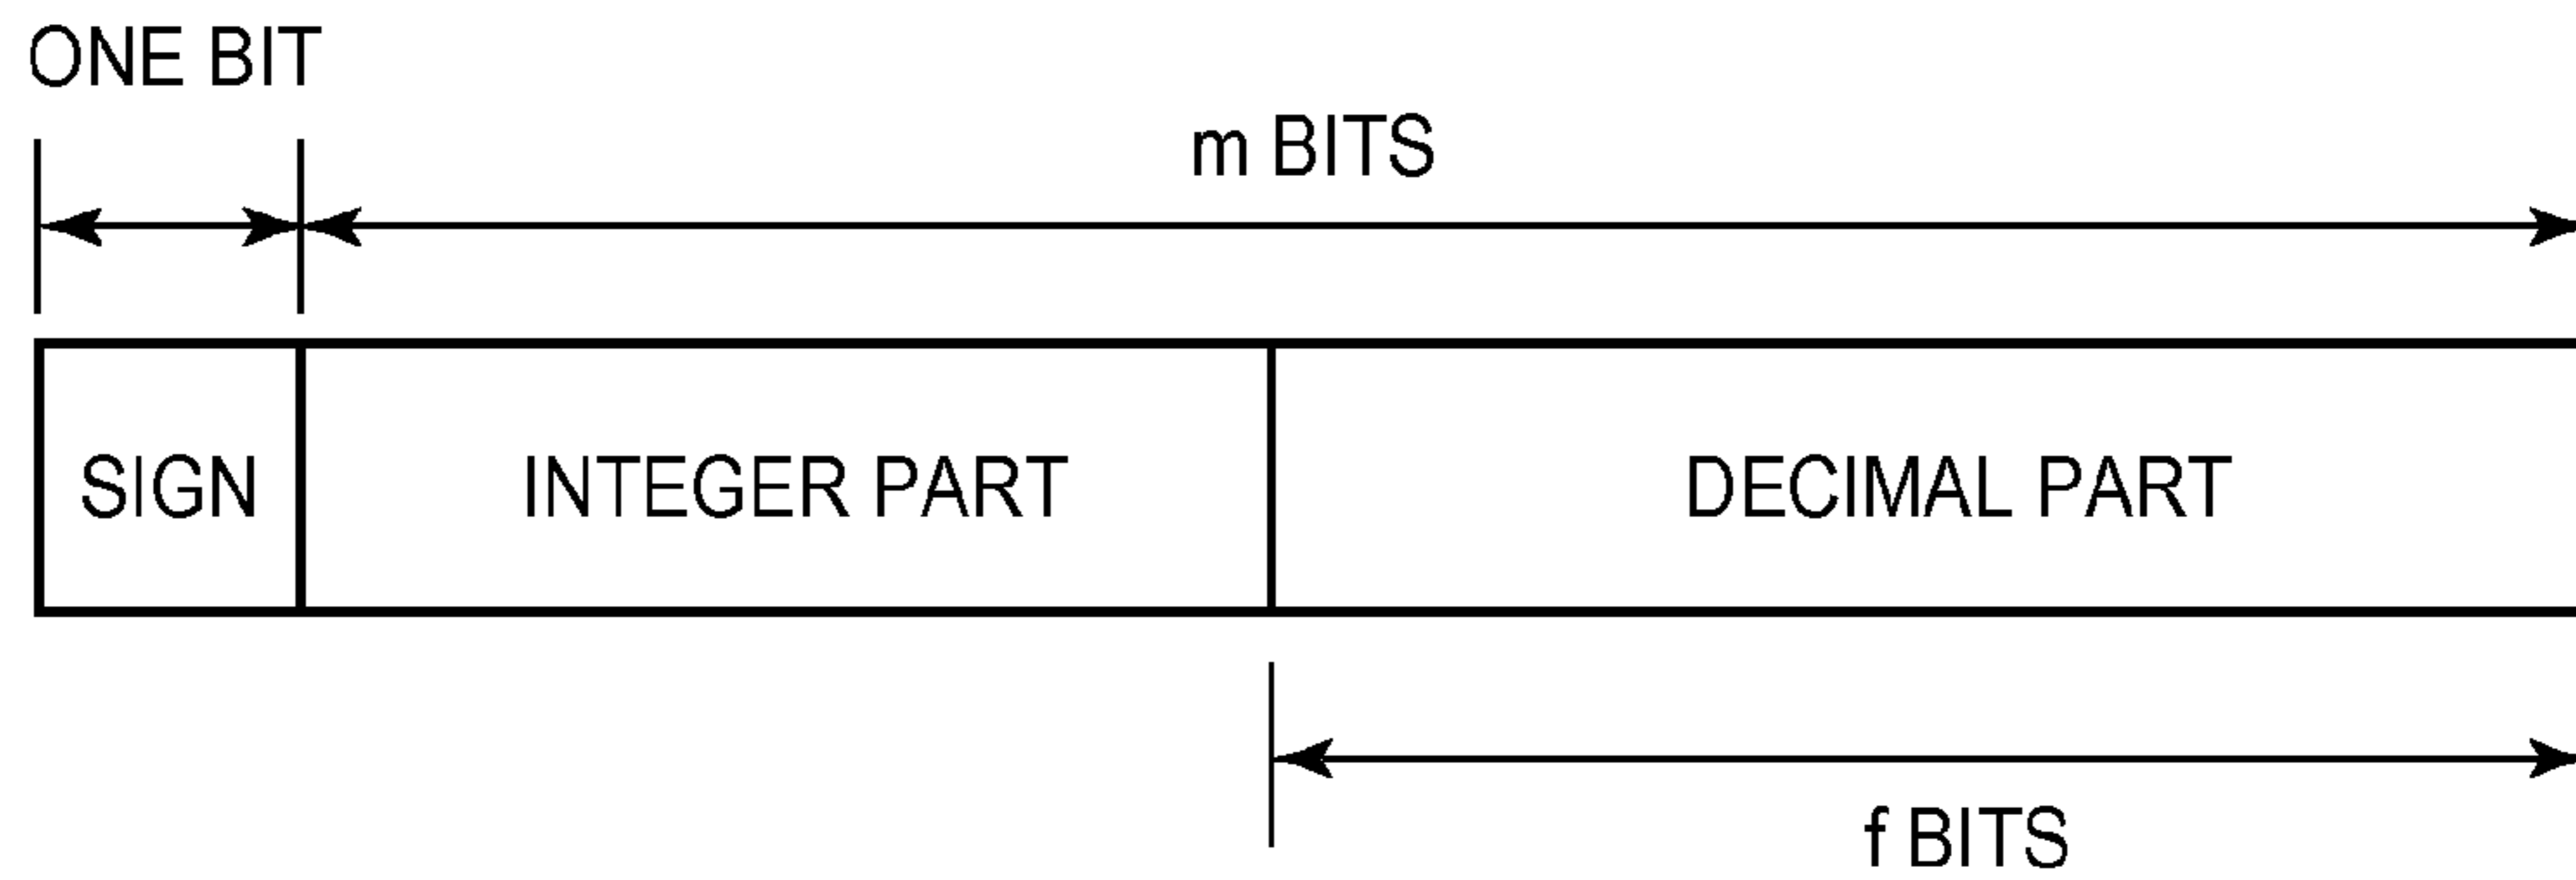 ONE BIT
m BITS
SIGN
INTEGER PART
DECIMAL PART
f BITS